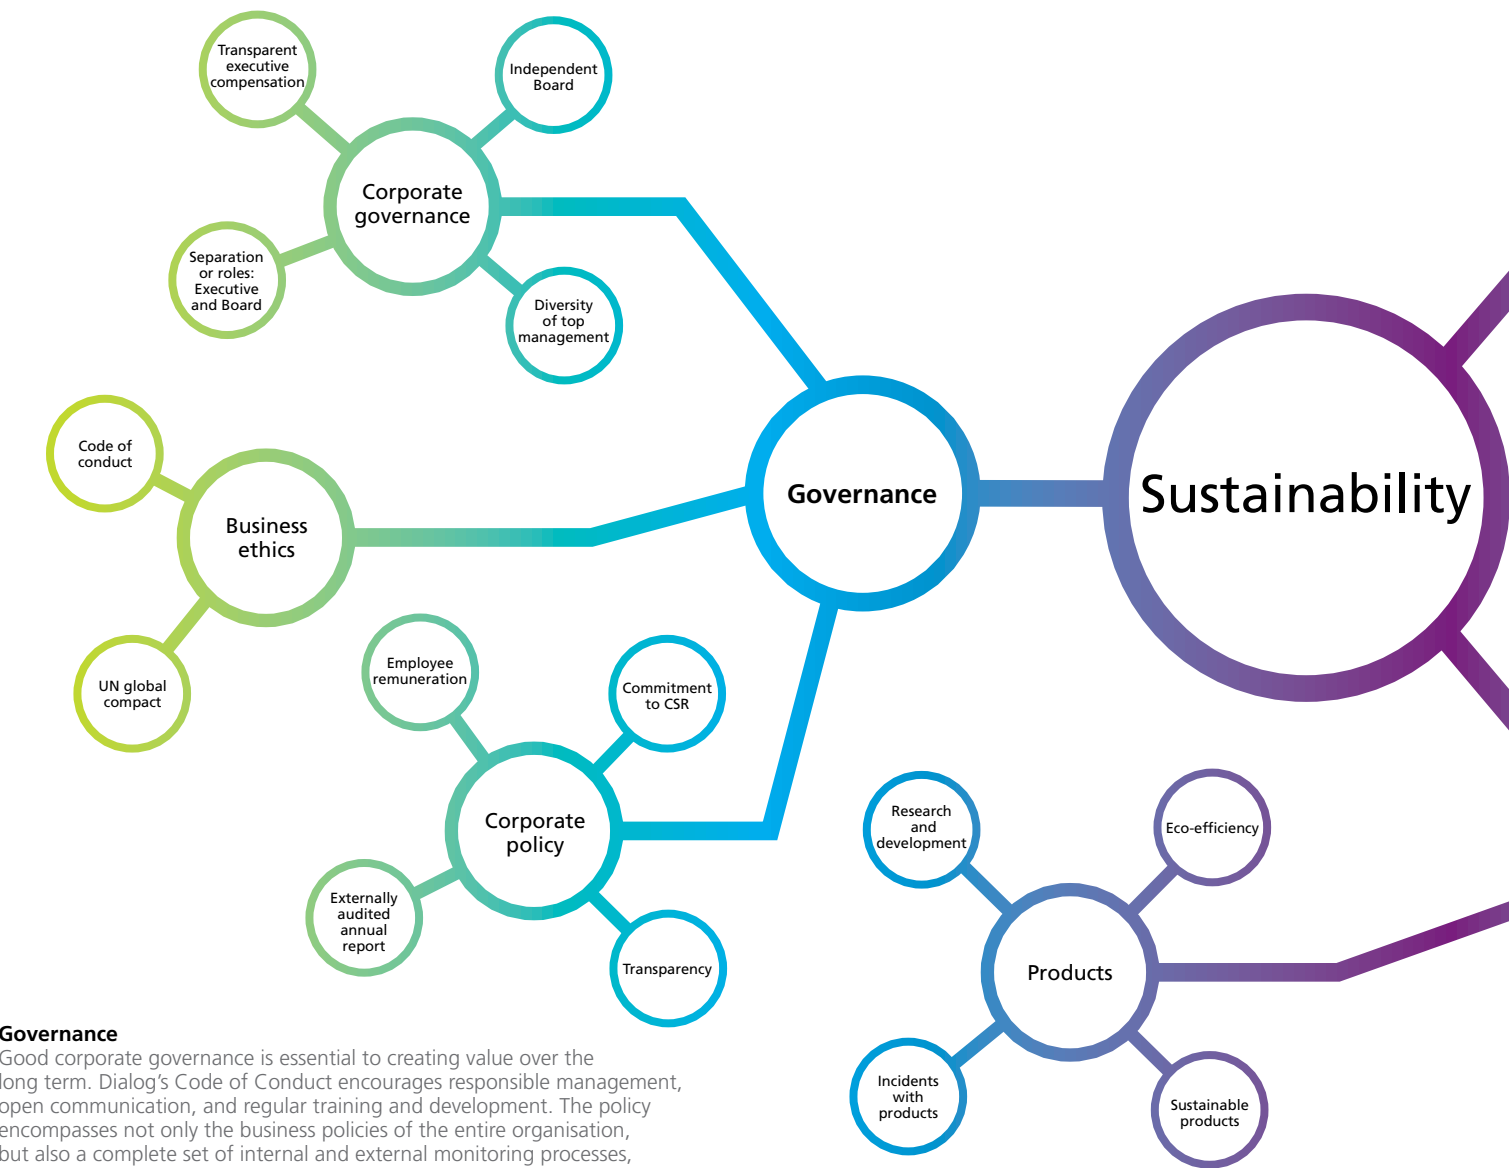 Transparent
executive
compensation
Independent
Board
Corporate
governance
Separation
or roles:
Executive
and Board
Diversity
of top
management
Code of
conduct
Business
ethics
UN global
compact
Governance
Sustainability
Employee
remuneration
Commitment
to CSR
Corporate
policy
Externally
audited
annual
report
Transparency
Research
and
development
Eco-efficiency
Products
Incidents
with
products
Sustainable
products
Governance
Good corporate governance is essential to creating value over the
long term. Dialog’s Code of Conduct encourages responsible management,
open communication, and regular training and development. The policy
encompasses not only the business policies of the entire organisation,
but also a complete set of internal and external monitoring processes,